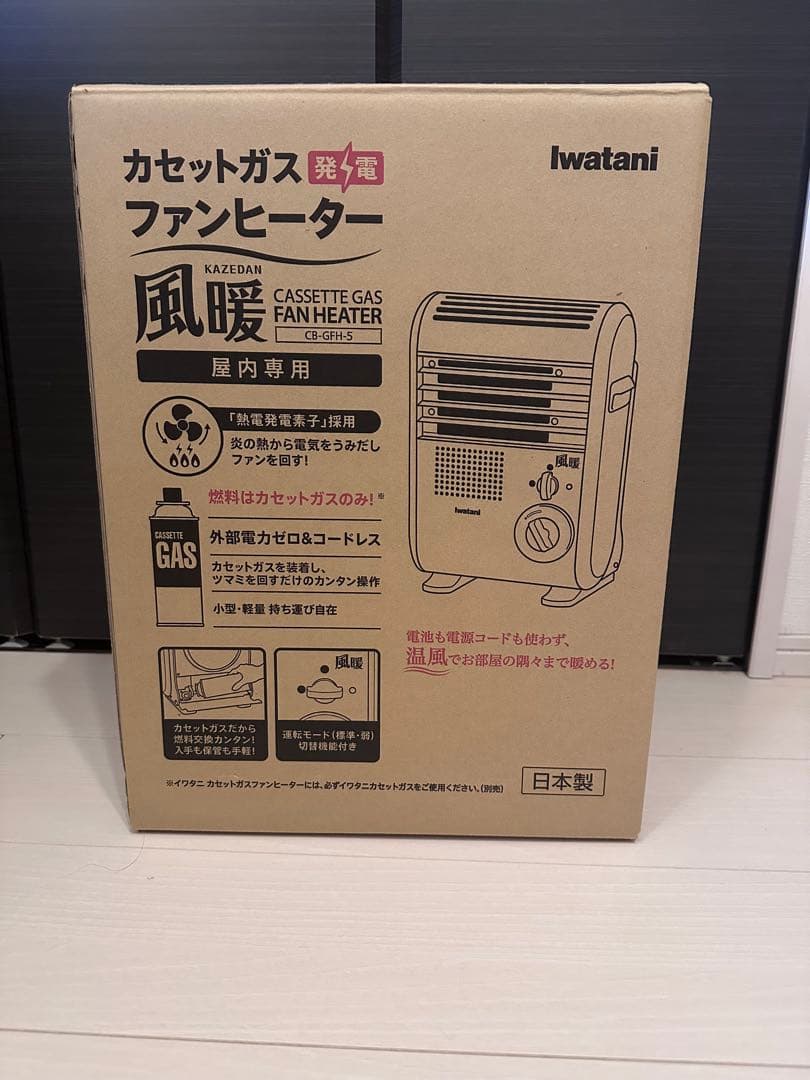 カセットガス 発電
Iwatani
ファンヒーター
KAZEDAN
風暖
CASSETTE GAS
FAN HEATER
CB-GFH-5
屋内専用
「熱電発電素子」採用
炎の熱から電気をうみだし
ファンを回す!
燃料はカセットガスのみ!※
CASSETTE
GAS
外部電力ゼロ&コードレス
カセットガスを装着し、
ツマミを回すだけのカンタン操作
小型・軽量 持ち運び自在
風暖
Iwatani
電池も電源コードも使わず、
温風でお部屋の隅々まで暖める!
カセットガスだから
燃料交換カンタン!
入手も保管も手軽!
風暖
運転モード(標準・弱)
切替機能付き
※イワタニ カセットガスファンヒーターには、必ずイワタニカセットガスをご使用ください。(別売)
日本製